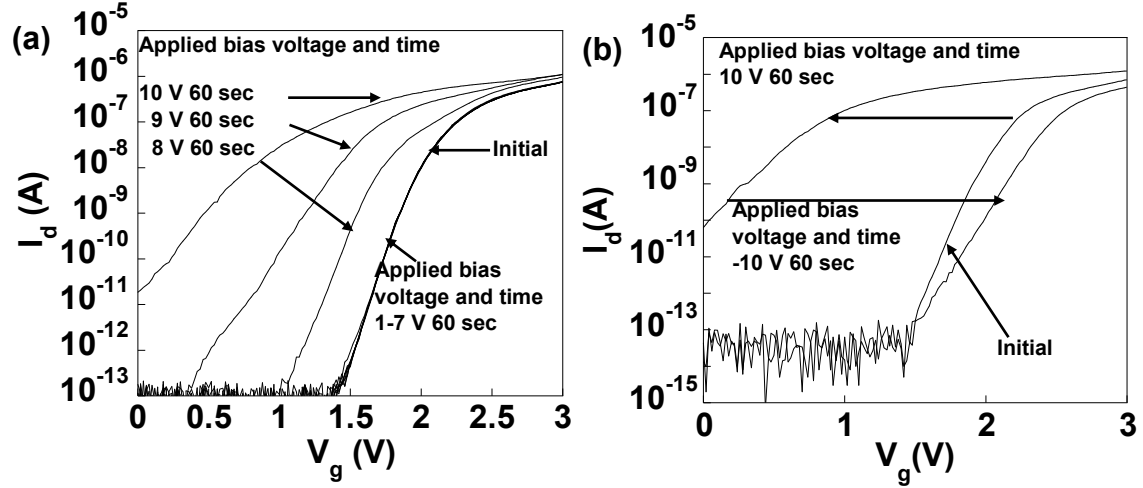 (a)
Applied bias voltage and time
10 V 60 sec
9 V 60 sec
8 V 60 sec
Initial
Applied bias
voltage and time
1-7 V 60 sec
I_d (A)
10^-5
10^-6
10^-7
10^-8
10^-9
10^-10
10^-11
10^-12
10^-13
0 0.5 1 1.5 2 2.5 3
V_g (V)
(b)
Applied bias voltage and time
10 V 60 sec
Applied bias
voltage and time
-10 V 60 sec
Initial
I_d(A)
10^-5
10^-7
10^-9
10^-11
10^-13
10^-15
0 1 2 3
V_g(V)